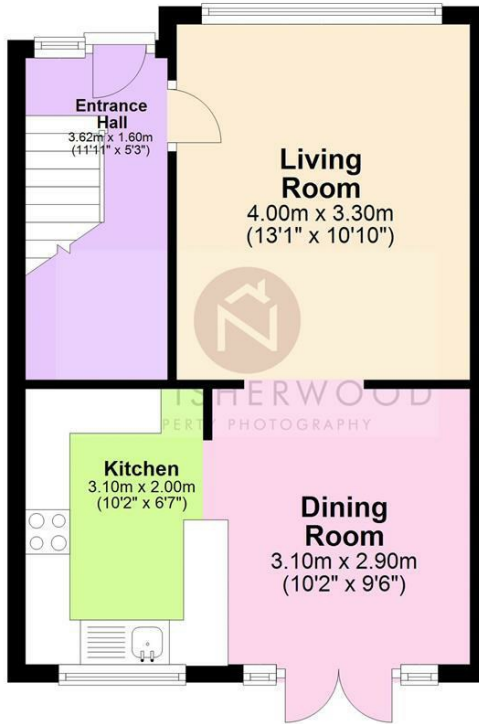 Entrance
Hall
3.62m x 1.60m
(11'11" x 5'3")
Living
Room
4.00m x 3.30m
(13'1" x 10'10")
SHERWOOD
PHOTOGRAPHY
Kitchen
3.10m x 2.00m
(10'2" x 6'7")
Dining
Room
3.10m x 2.90m
(10'2" x 9'6")